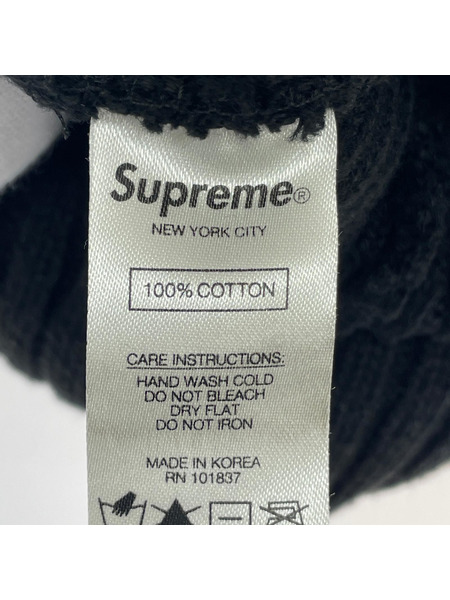 Supreme®
NEW YORK CITY
100% COTTON
CARE INSTRUCTIONS:
HAND WASH COLD
DO NOT BLEACH
DRY FLAT
DO NOT IRON
MADE IN KOREA
RN 101837